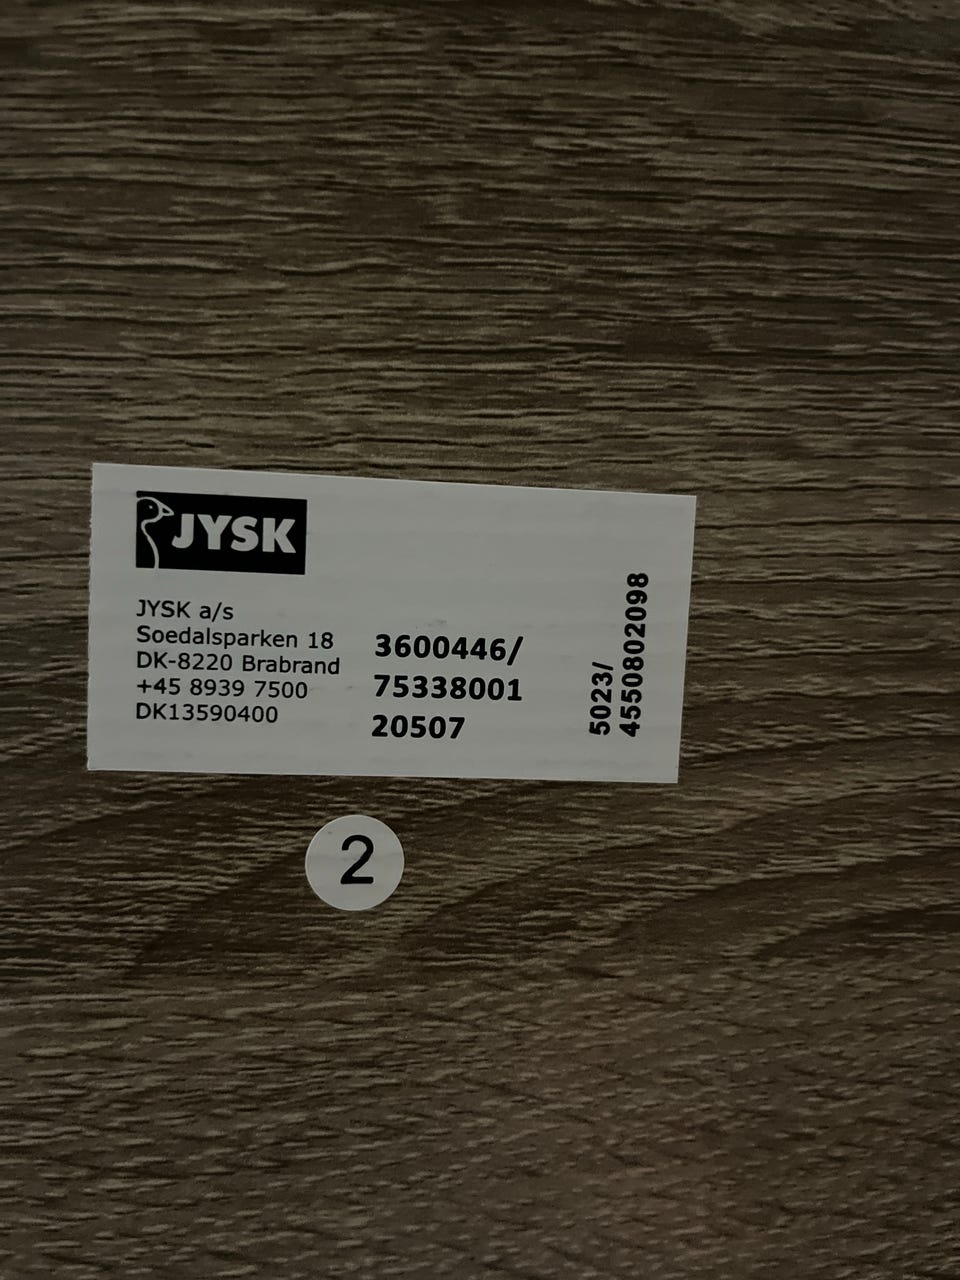 JYSK
JYSK a/s
Soedalsparken 18
DK-8220 Brabrand
+45 8939 7500
DK13590400
3600446/
75338001
20507
5023/
4550802098
2